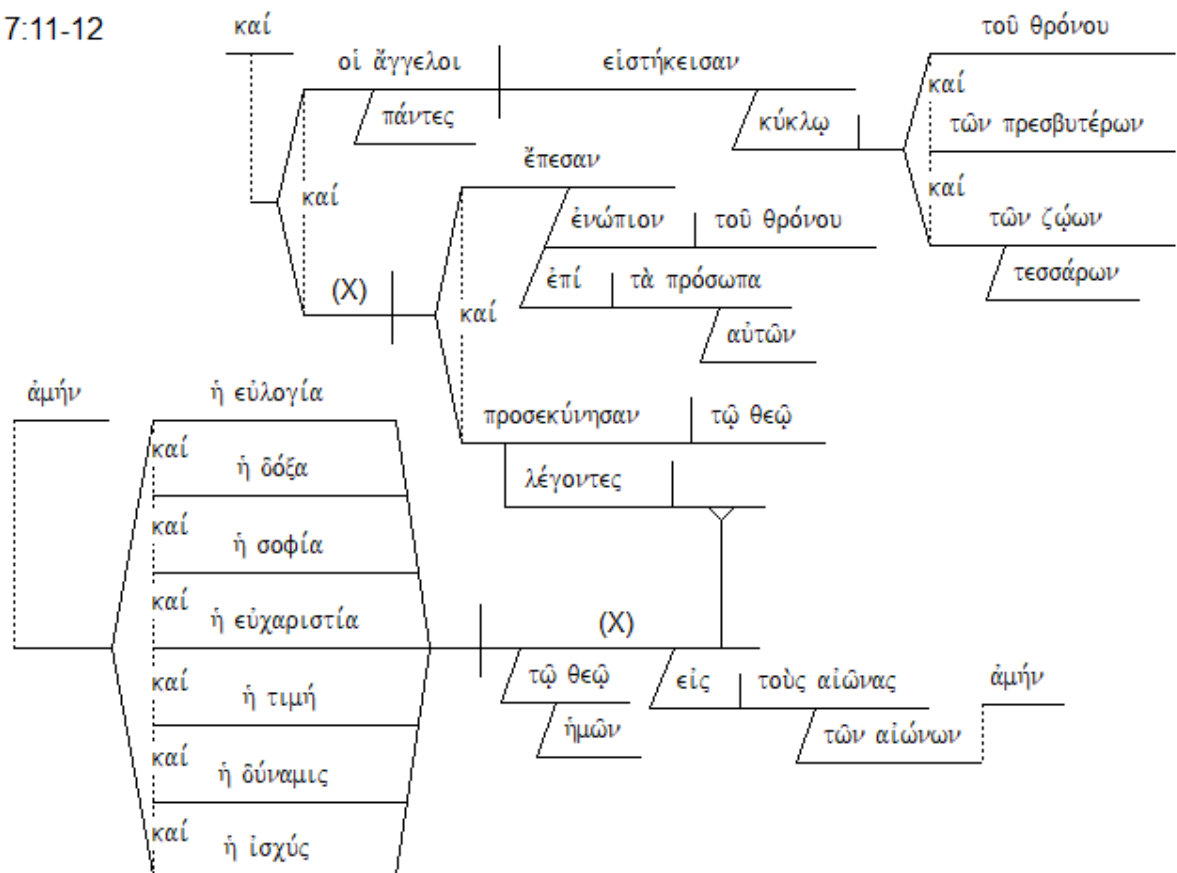 7:11-12
καί
οἱ ἄγγελοι
εἱστήκεισαν
τοῦ θρόνου
πάντες
κύκλῳ
καί
τῶν πρεσβυτέρων
καί
τῶν ζῴων
τεσσάρων
καί
ἔπεσαν
ἐνώπιον
τοῦ θρόνου
ἐπί
τὰ πρόσωπα
αὐτῶν
(X)
καί
προσεκύνησαν
τῷ θεῷ
λέγοντες
ἀμήν
ἡ εὐλογία
καί
ἡ δόξα
καί
ἡ σοφία
καί
ἡ εὐχαριστία
καί
ἡ τιμή
καί
ἡ δύναμις
καί
ἡ ἰσχύς
(X)
τῷ θεῷ
ἡμῶν
εἰς
τοὺς αἰῶνας
τῶν αἰώνων
ἀμήν